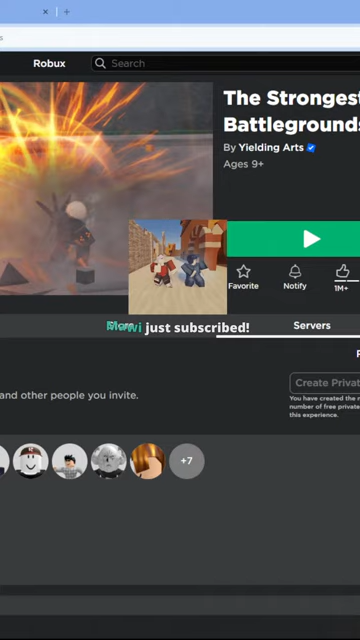 Robux
Search
The Strongest
Battlegrounds
By Yielding Arts
Ages 9+
Favorite
Notify
1M+
just subscribed!
Servers
Create Privat
and other people you invite.
You have created the m
number of free private
this experience.
+7